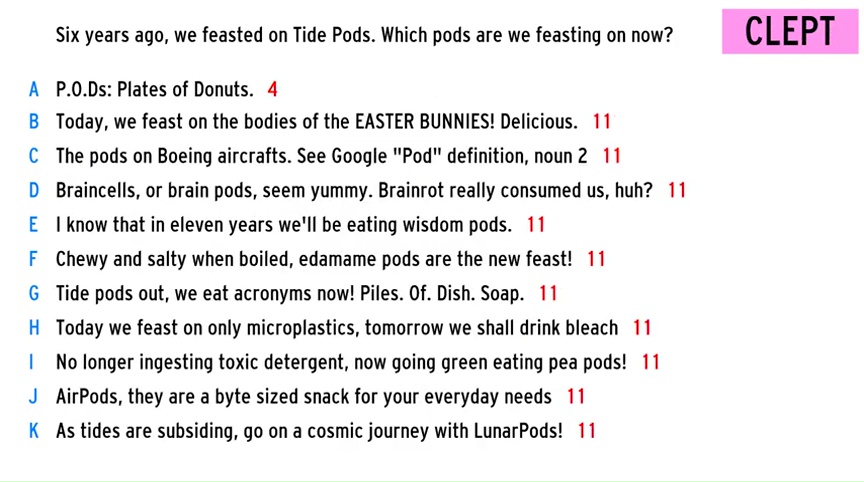 Six years ago, we feasted on Tide Pods. Which pods are we feasting on now?
CLEPT
A P.O.Ds: Plates of Donuts. 4
B Today, we feast on the bodies of the EASTER BUNNIES! Delicious. 11
C The pods on Boeing aircrafts. See Google "Pod" definition, noun 2 11
D Braincells, or brain pods, seem yummy. Brainrot really consumed us, huh? 11
E I know that in eleven years we'll be eating wisdom pods. 11
F Chewy and salty when boiled, edamame pods are the new feast! 11
G Tide pods out, we eat acronyms now! Piles. Of. Dish. Soap. 11
H Today we feast on only microplastics, tomorrow we shall drink bleach 11
I No longer ingesting toxic detergent, now going green eating pea pods! 11
J AirPods, they are a byte sized snack for your everyday needs 11
K As tides are subsiding, go on a cosmic journey with LunarPods! 11